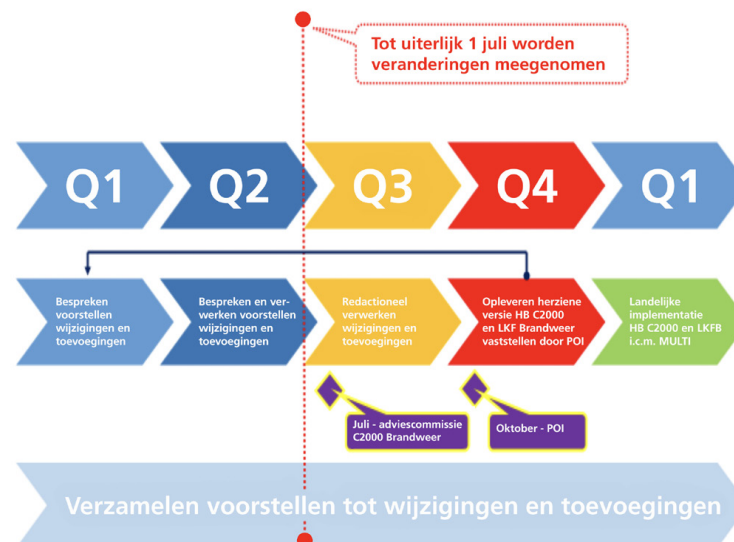 Tot uiterlijk 1 juli worden
veranderingen meegenomen
Q1
Q2
Q3
Q4
Q1
Bespreken
voorstellen
wijzigingen en
toevoegingen
Bespreken en ver-
werken voorstellen
wijzigingen en
toevoegingen
Redactioneel
verwerken
wijzigingen en
toevoegingen
Opleveren herziene
versie HB C2000
en LKF Brandweer
vaststellen door POI
Landelijke
implementatie
HB C2000 en LKFB
i.c.m. MULTI
Juli - adviescommissie
C2000 Brandweer
Oktober - POI
Verzamelen voorstellen tot wijzigingen en toevoegingen